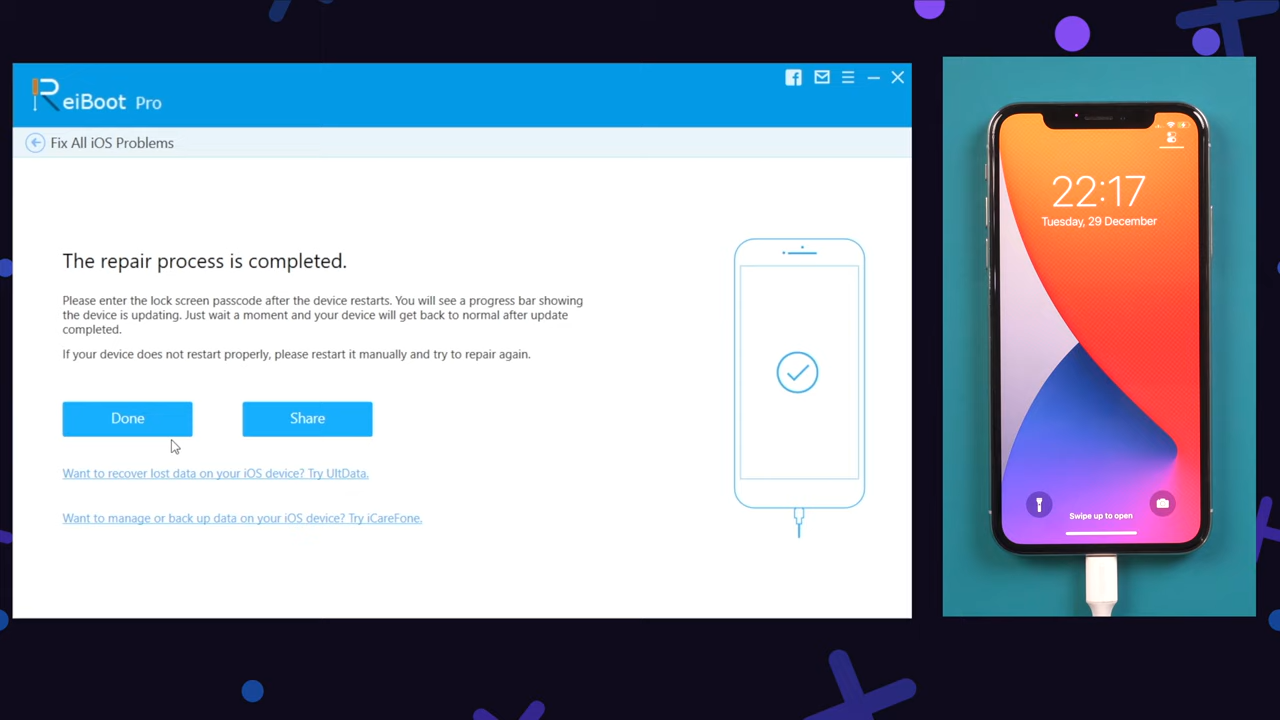 ReiBoot Pro
Fix All iOS Problems
The repair process is completed.
Please enter the lock screen passcode after the device restarts. You will see a progress bar showing
the device is updating. Just wait a moment and your device will get back to normal after update
completed.
If your device does not restart properly, please restart it manually and try to repair again.
Done
Share
Want to recover lost data on your iOS device? Try UltData.
Want to manage or back up data on your iOS device? Try iCareFone.
22:17
Tuesday, 29 December
Swipe up to open